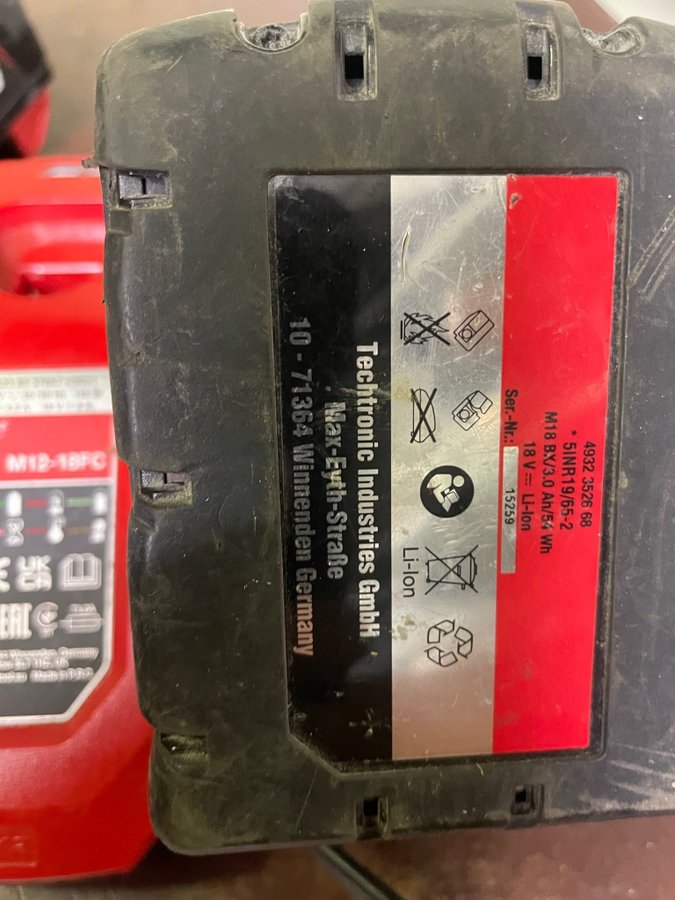 4932 3526 68
* 5INR19/65-2
M18 BX/3.0 Ah/54 Wh
18 V ⎓ Li-Ion
Ser.-Nr.: 15259
Li-Ion
Techtronic Industries GmbH
Max-Eyth-Straße
10 - 71364 Winnenden Germany
M12-18FC